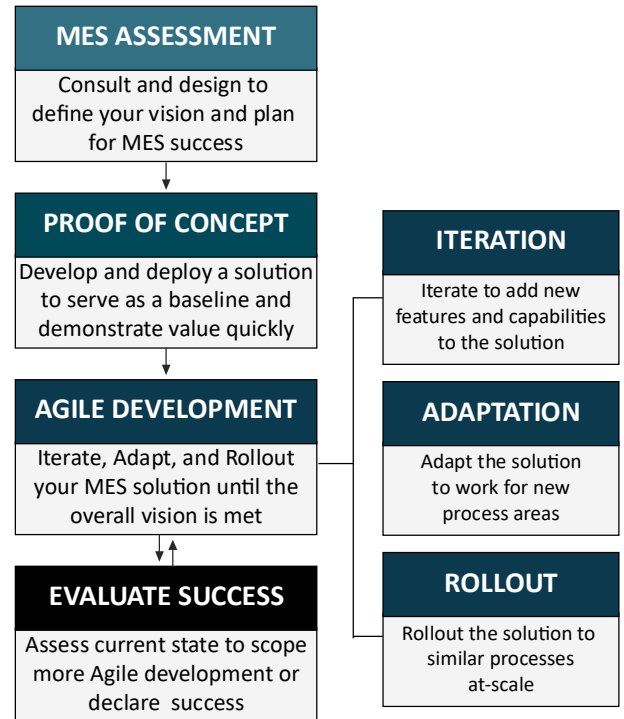 MES ASSESSMENT
Consult and design to
define your vision and plan
for MES success
PROOF OF CONCEPT
Develop and deploy a solution
to serve as a baseline and
demonstrate value quickly
AGILE DEVELOPMENT
Iterate, Adapt, and Rollout
your MES solution until the
overall vision is met
EVALUATE SUCCESS
Assess current state to scope
more Agile development or
declare success
ITERATION
Iterate to add new
features and capabilities
to the solution
ADAPTATION
Adapt the solution
to work for new
process areas
ROLLOUT
Rollout the solution to
similar processes
at-scale